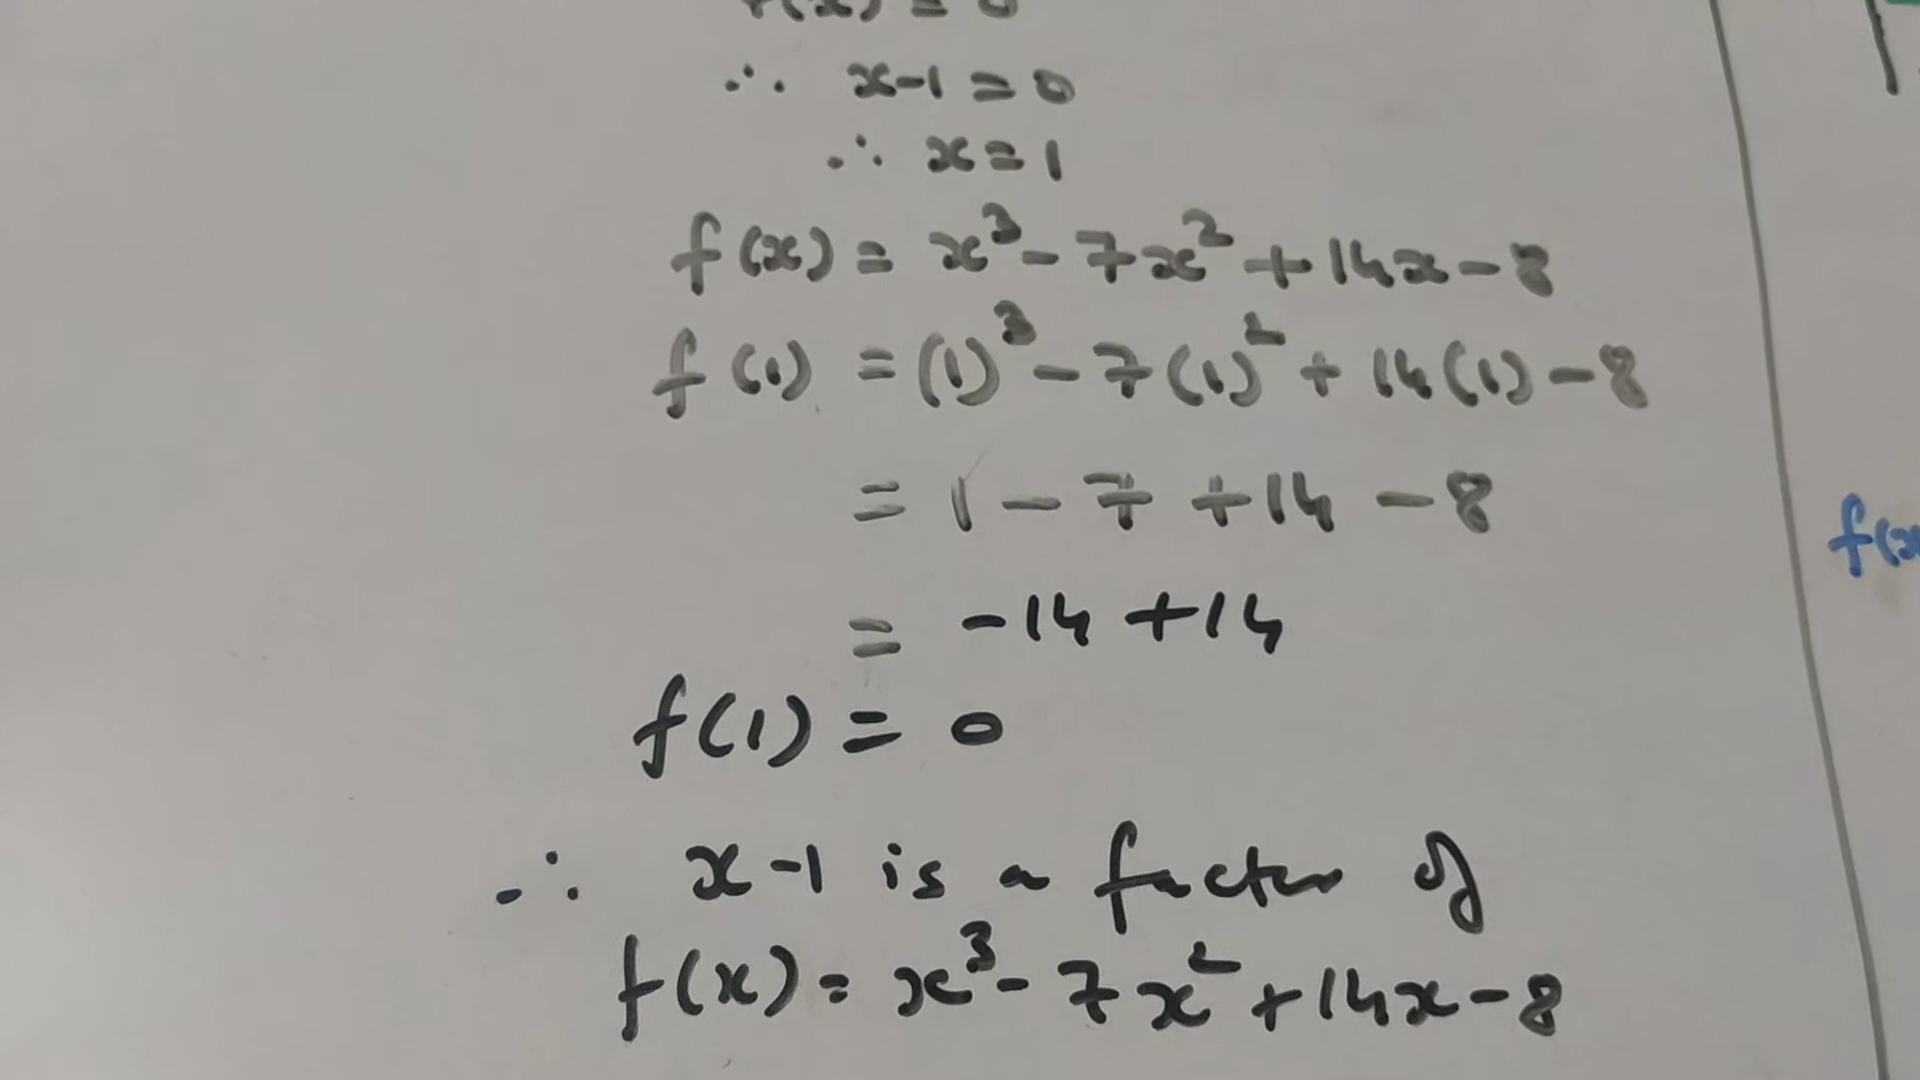 f(x) = 0
∴ x-1 = 0
∴ x = 1
f(x) = x³ - 7x² + 14x - 8
f(1) = (1)³ - 7(1)² + 14(1) - 8
= 1 - 7 + 14 - 8
= -14 + 14
f(1) = 0
∴ x-1 is a factor of
f(x) = x³ - 7x² + 14x - 8
f(x